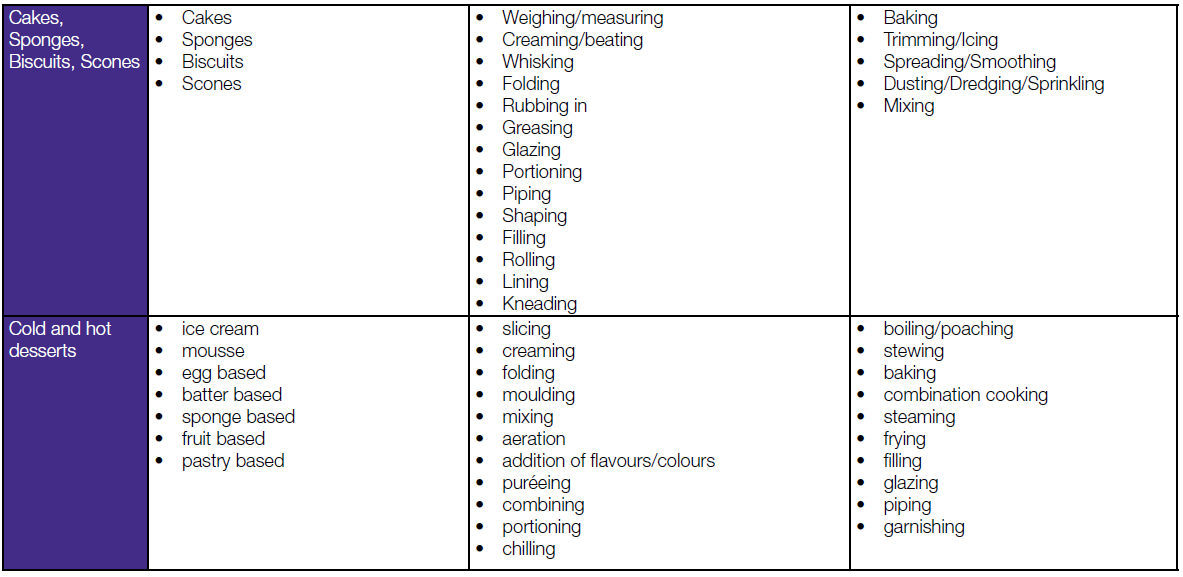 Cakes,
Sponges,
Biscuits, Scones
• Cakes
• Sponges
• Biscuits
• Scones
• Weighing/measuring
• Creaming/beating
• Whisking
• Folding
• Rubbing in
• Greasing
• Glazing
• Portioning
• Piping
• Shaping
• Filling
• Rolling
• Lining
• Kneading
• Baking
• Trimming/Icing
• Spreading/Smoothing
• Dusting/Dredging/Sprinkling
• Mixing
Cold and hot
desserts
• ice cream
• mousse
• egg based
• batter based
• sponge based
• fruit based
• pastry based
• slicing
• creaming
• folding
• moulding
• mixing
• aeration
• addition of flavours/colours
• puréeing
• combining
• portioning
• chilling
• boiling/poaching
• stewing
• baking
• combination cooking
• steaming
• frying
• filling
• glazing
• piping
• garnishing